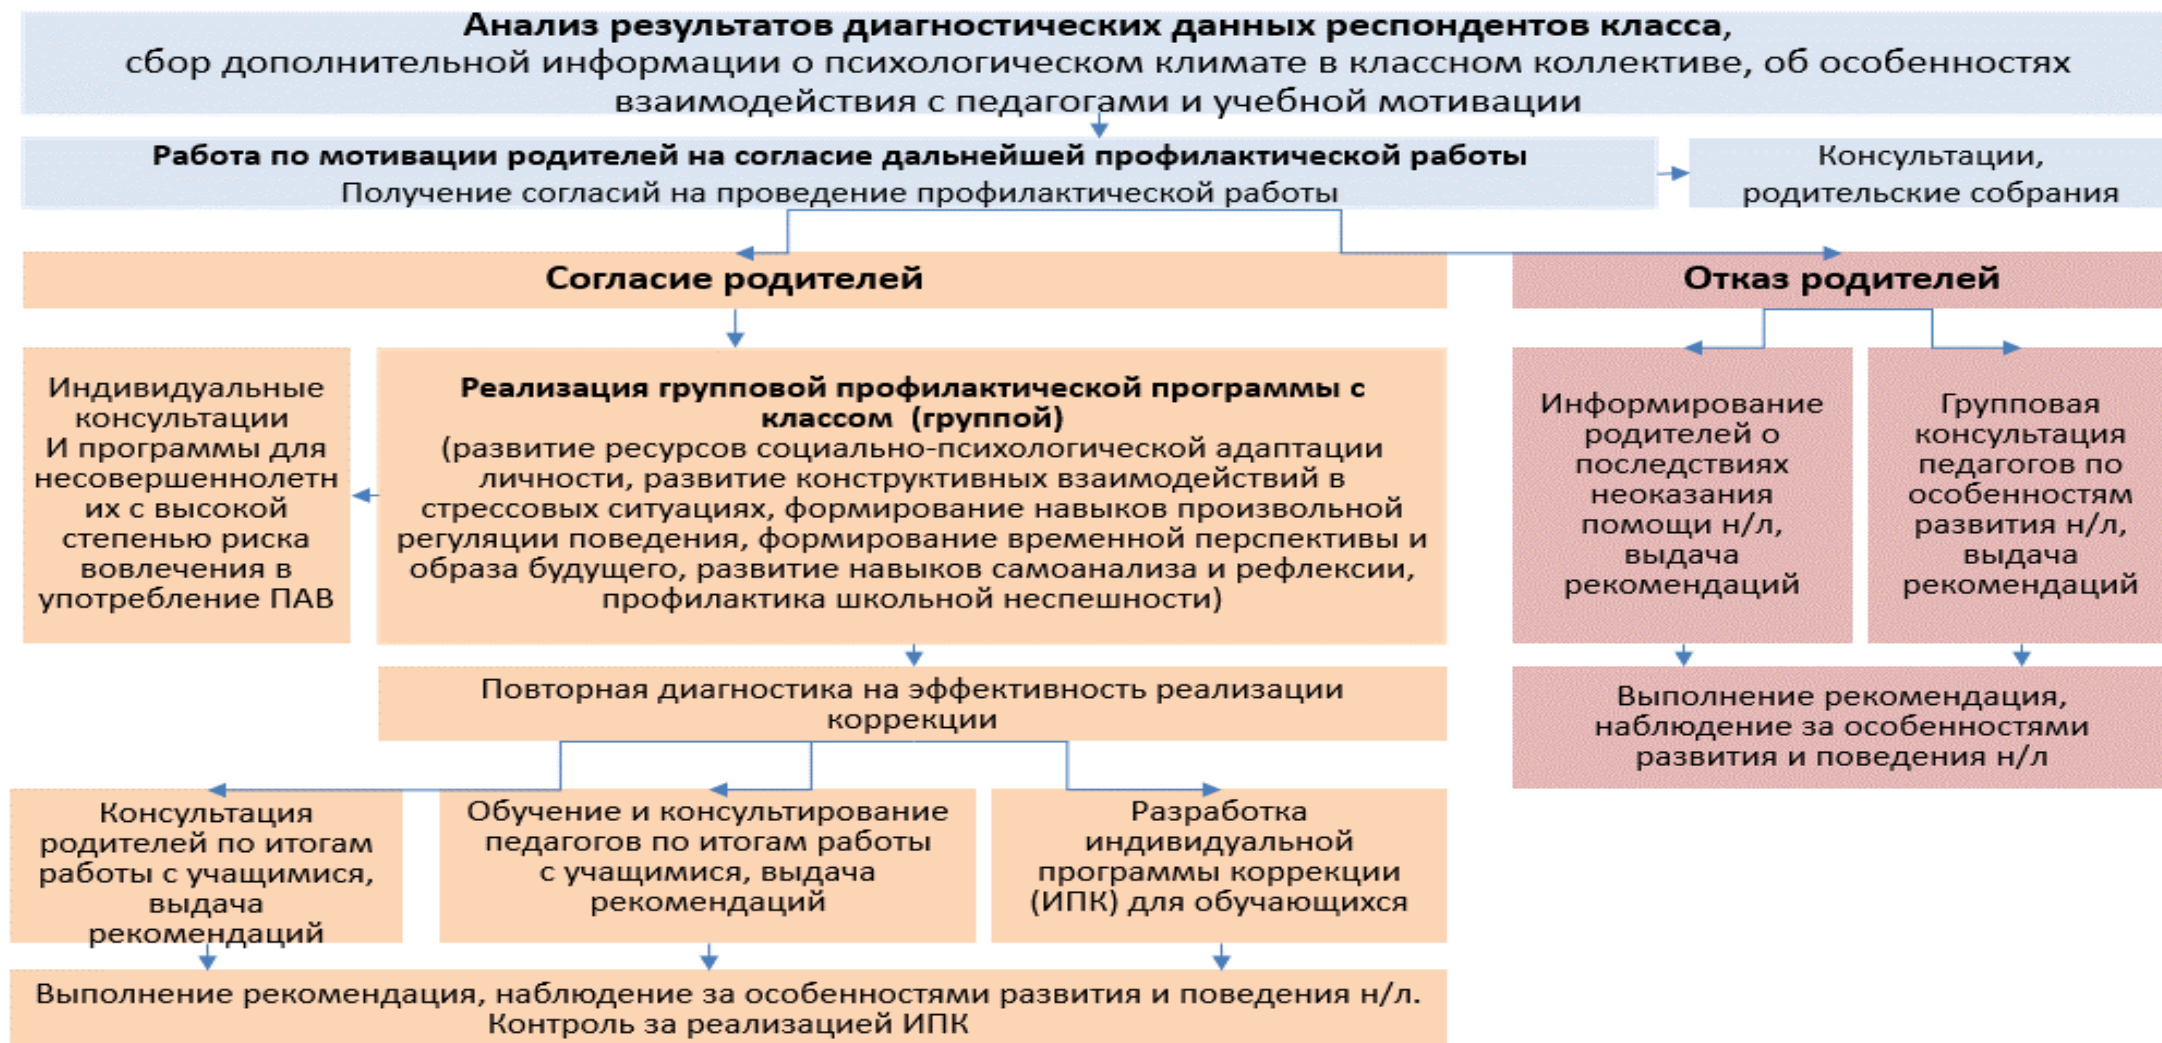 Анализ результатов диагностических данных респондентов класса,
сбор дополнительной информации о психологическом климате в классном коллективе, об особенностях
взаимодействия с педагогами и учебной мотивации
Работа по мотивации родителей на согласие дальнейшей профилактической работы
Получение согласий на проведение профилактической работы
Консультации,
родительские собрания
Согласие родителей
Отказ родителей
Индивидуальные
консультации
И программы для
несовершеннолетн
их с высокой
степенью риска
вовлечения в
употребление ПАВ
Реализация групповой профилактической программы с
классом (группой)
(развитие ресурсов социально-психологической адаптации
личности, развитие конструктивных взаимодействий в
стрессовых ситуациях, формирование навыков произвольной
регуляции поведения, формирование временной перспективы и
образа будущего, развитие навыков самоанализа и рефлексии,
профилактика школьной неспешности)
Информирование
родителей о
последствиях
неоказания
помощи н/л,
выдача
рекомендаций
Групповая
консультация
педагогов по
особенностям
развития н/л,
выдача
рекомендаций
Повторная диагностика на эффективность реализации
коррекции
Выполнение рекомендация,
наблюдение за особенностями
развития и поведения н/л
Консультация
родителей по итогам
работы с учащимися,
выдача
рекомендаций
Обучение и консультирование
педагогов по итогам работы
с учащимися, выдача
рекомендаций
Разработка
индивидуальной
программы коррекции
(ИПК) для обучающихся
Выполнение рекомендация, наблюдение за особенностями развития и поведения н/л.
Контроль за реализацией ИПК